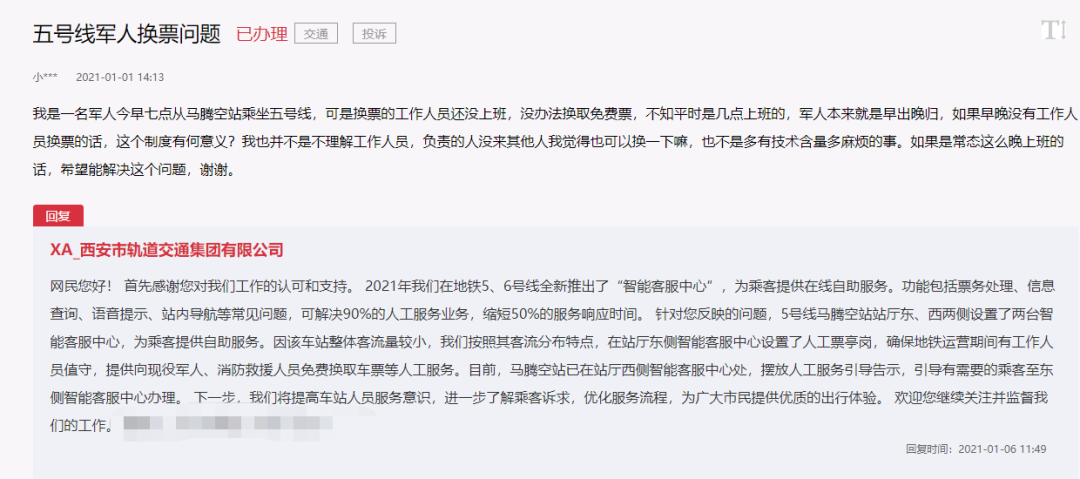 五号线军人换票问题 已办理 交通 投诉
小*** 2021-01-01 14:13
我是一名军人今早七点从马腾空站乘坐五号线，可是换票的工作人员还没上班，没办法换取免费票，不知平时是几点上班的，军人本来就是早出晚归，如果早晚没有工作人
员换票的话，这个制度有何意义？我也并不是不理解工作人员，负责的人没来其他人我觉得也可以换一下嘛，也不是多有技术含量多麻烦的事。如果是常态这么晚上班的
话，希望能解决这个问题，谢谢。
回复
XA_西安市轨道交通集团有限公司
网民您好！ 首先感谢您对我们工作的认可和支持。 2021年我们在地铁5、6号线全新推出了“智能客服中心”，为乘客提供在线自助服务。功能包括票务处理、信息
查询、语音提示、站内导航等常见问题，可解决90%的人工服务业务，缩短50%的服务响应时间。 针对您反映的问题，5号线马腾空站站厅东、西两侧设置了两台智
能客服中心，为乘客提供自助服务。因该车站整体客流量较小，我们按照其客流分布特点，在站厅东侧智能客服中心设置了人工票亭岗，确保地铁运营期间有工作人
员值守，提供向现役军人、消防救援人员免费换取车票等人工服务。目前，马腾空站已在站厅西侧智能客服中心处，摆放人工服务引导告示，引导有需要的乘客至东
侧智能客服中心办理。 下一步，我们将提高车站人员服务意识，进一步了解乘客诉求，优化服务流程，为广大市民提供优质的出行体验。 欢迎您继续关注并监督我
们的工作。
回复时间：2021-01-06 11:49